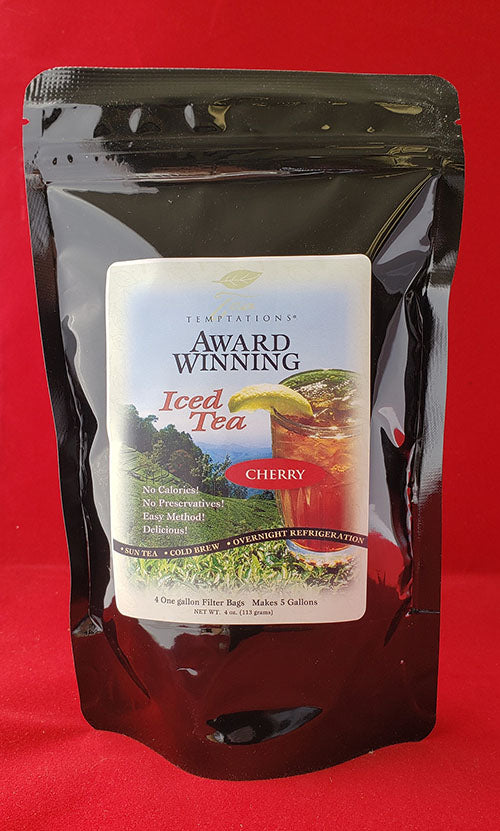 Tea
TEMPTATIONS®
AWARD
WINNING
Iced
Tea
CHERRY
No Calories!
No Preservatives!
Easy Method!
Delicious!
• SUN TEA • COLD BREW • OVERNIGHT REFRIGERATION
4 One gallon Filter Bags Makes 5 Gallons
NET WT. 4 oz. (113 grams)